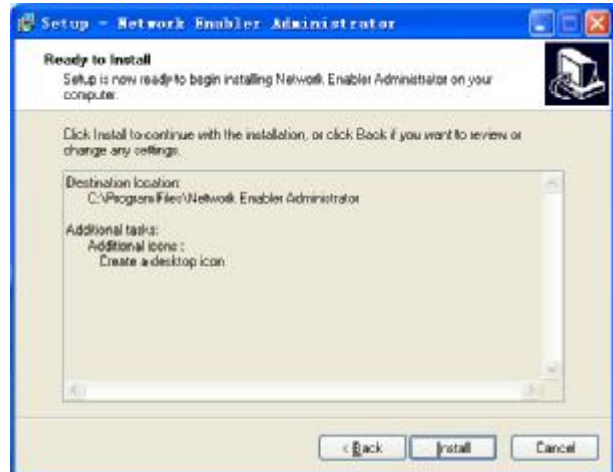 Setup - Network Enabler Administrator
Ready to Install
Setup is now ready to begin installing Network Enabler Administrator on your
computer.
Click Install to continue with the installation, or click Back if you want to review or
change any settings.
Destination location:
C:\Program Files\Network Enabler Administrator
Additional tasks:
Additional icons :
Create a desktop icon
< Back
Install
Cancel